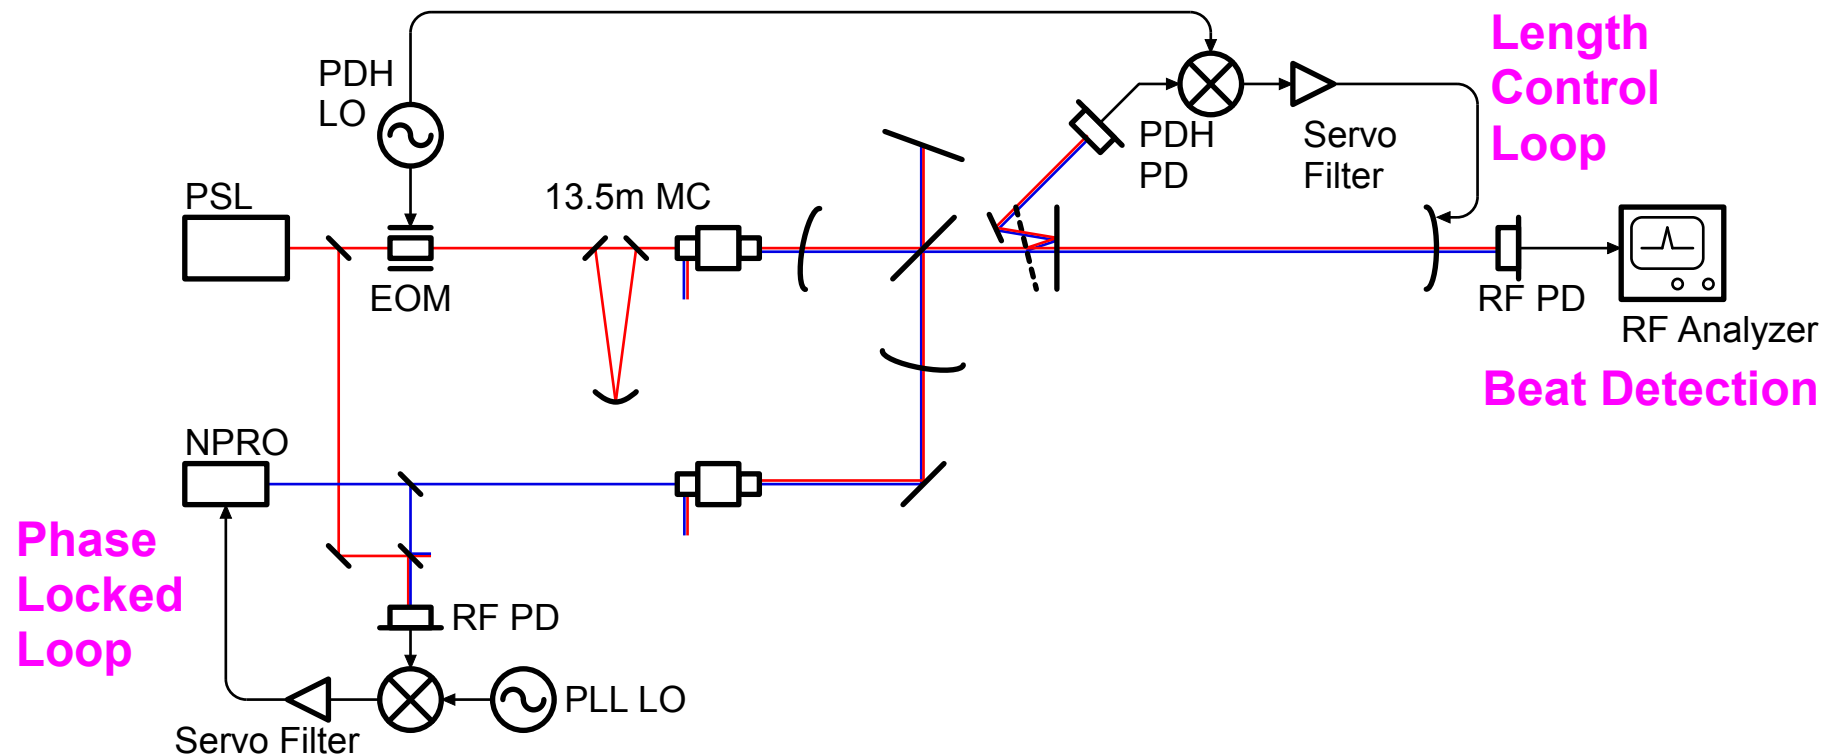 PDH
LO
Length
Control
Loop
PDH
PD
Servo
Filter
PSL
13.5m MC
EOM
RF PD
RF Analyzer
Beat Detection
NPRO
Phase
Locked
Loop
RF PD
PLL LO
Servo Filter